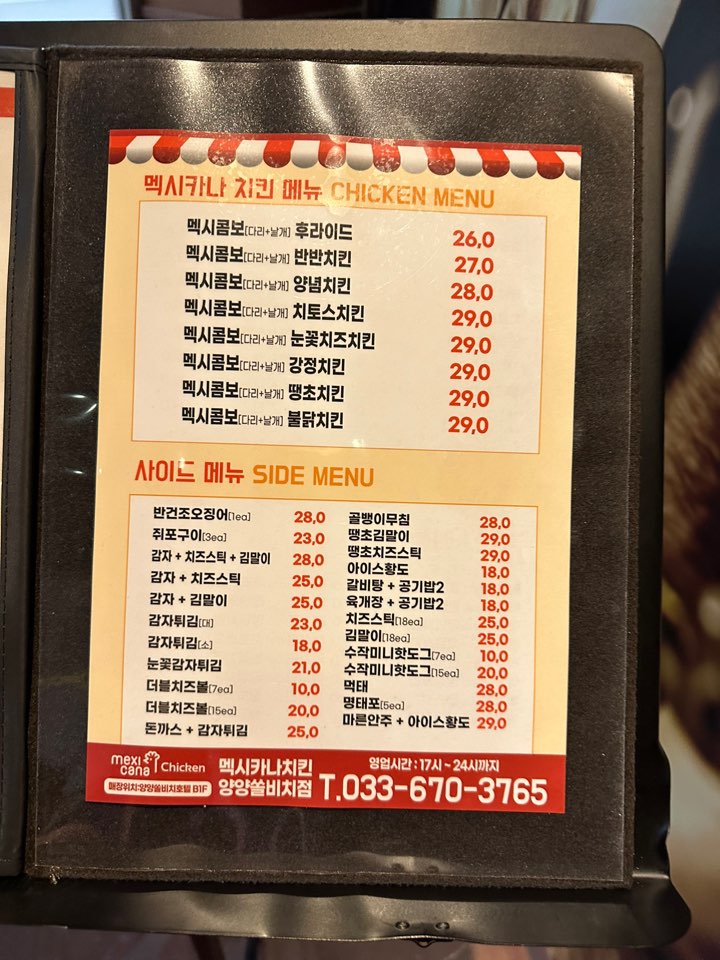 멕시카나 치킨 메뉴 CHICKEN MENU
멕시콤보[다리+날개] 후라이드 26,0
멕시콤보[다리+날개] 반반치킨 27,0
멕시콤보[다리+날개] 양념치킨 28,0
멕시콤보[다리+날개] 치토스치킨 29,0
멕시콤보[다리+날개] 눈꽃치즈치킨 29,0
멕시콤보[다리+날개] 강정치킨 29,0
멕시콤보[다리+날개] 땡초치킨 29,0
멕시콤보[다리+날개] 불닭치킨 29,0
사이드 메뉴 SIDE MENU
반건조오징어[1ea] 28,0
쥐포구이[3ea] 23,0
감자 + 치즈스틱 + 김말이 28,0
감자 + 치즈스틱 25,0
감자 + 김말이 25,0
감자튀김[대] 23,0
감자튀김[소] 18,0
눈꽃감자튀김 21,0
더블치즈볼[7ea] 10,0
더블치즈볼[15ea] 20,0
돈까스 + 감자튀김 25,0
골뱅이무침 28,0
땡초김말이 29,0
땡초치즈스틱 29,0
아이스황도 18,0
갈비탕 + 공기밥2 18,0
육개장 + 공기밥2 18,0
치즈스틱[18ea] 25,0
김말이[18ea] 25,0
수작미니핫도그[7ea] 10,0
수작미니핫도그[15ea] 20,0
먹태 28,0
명태포[5ea] 28,0
마른안주 + 아이스황도 29,0
mexi
cana Chicken
매장위치:양양쏠비치호텔 B1F
멕시카나치킨
양양쏠비치점
영업시간 : 17시 ~ 24시까지
T.033-670-3765